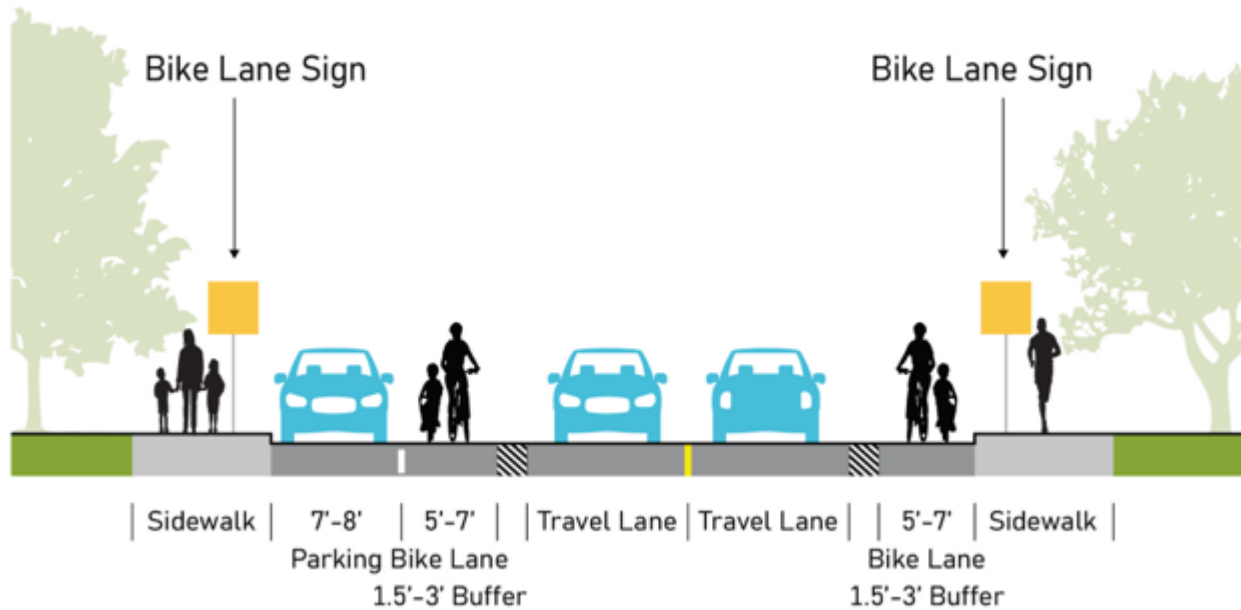 Bike Lane Sign
Bike Lane Sign
Sidewalk
7'-8'
5'-7'
Travel Lane
Travel Lane
5'-7'
Sidewalk
Parking Bike Lane
Bike Lane
1.5'-3' Buffer
1.5'-3' Buffer